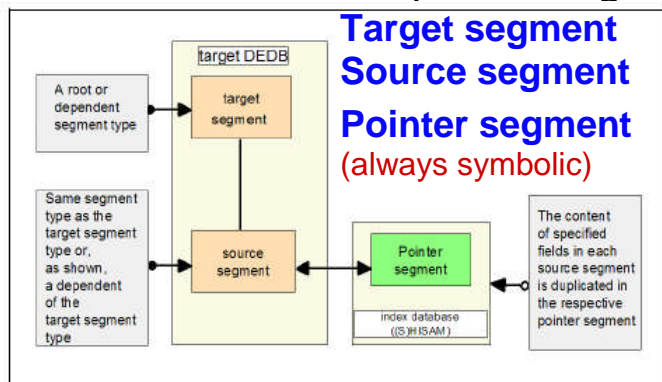 Target segment
Source segment
Pointer segment
(always symbolic)
target DEDB
A root or
dependent
segment type
target
segment
Same segment
type as the
target segment
type or,
as shown,
a dependent
of the
target segment
type
source
segment
Pointer
segment
index database
((S)HISAM)
The content
of specified
fields in each
source segment
is duplicated in
the respective
pointer segment